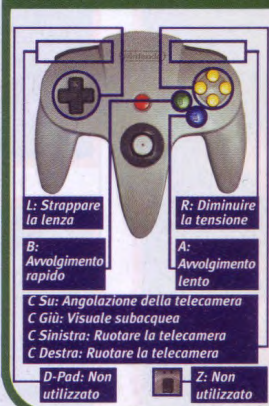 Nintendo
L: Strappare
la lenza
R: Diminuire
la tensione
B:
Avvolgimento
rapido
A:
Avvolgimento
lento
C Su: Angolazione della telecamera
C Giù: Visuale subacquea
C Sinistra: Ruotare la telecamera
C Destra: Ruotare la telecamera
D-Pad: Non
utilizzato
Z: Non
utilizzato